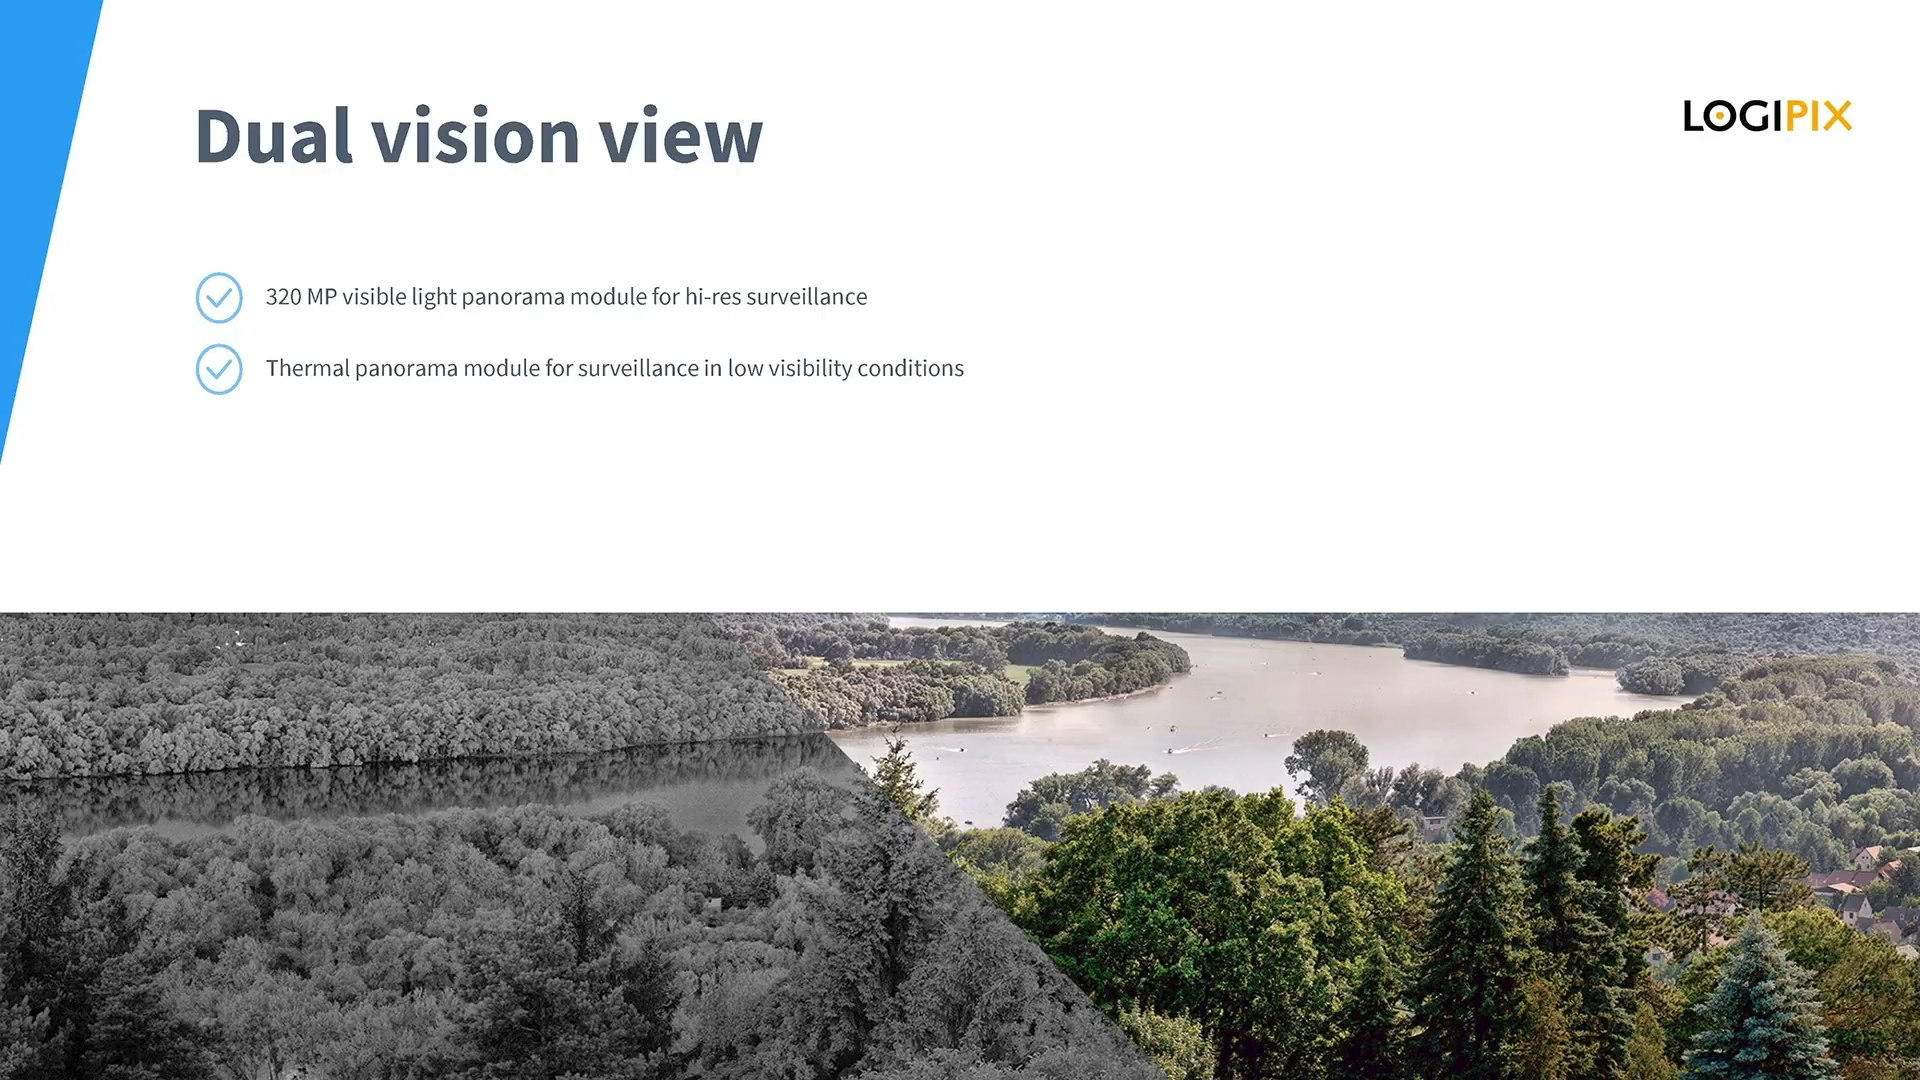 Dual vision view
LOGIPIX
320 MP visible light panorama module for hi-res surveillance
Thermal panorama module for surveillance in low visibility conditions